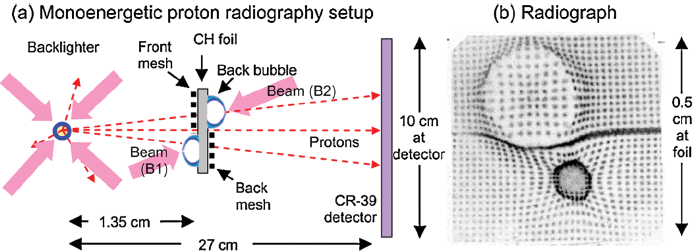 (a) Monoenergetic proton radiography setup
(b) Radiograph
Backlighter
Front
mesh
CH foil
Back bubble
Beam (B2)
Protons
Beam
(B1)
Back
mesh
CR-39
detector
1.35 cm
27 cm
10 cm
at
detector
0.5
cm
at
foil